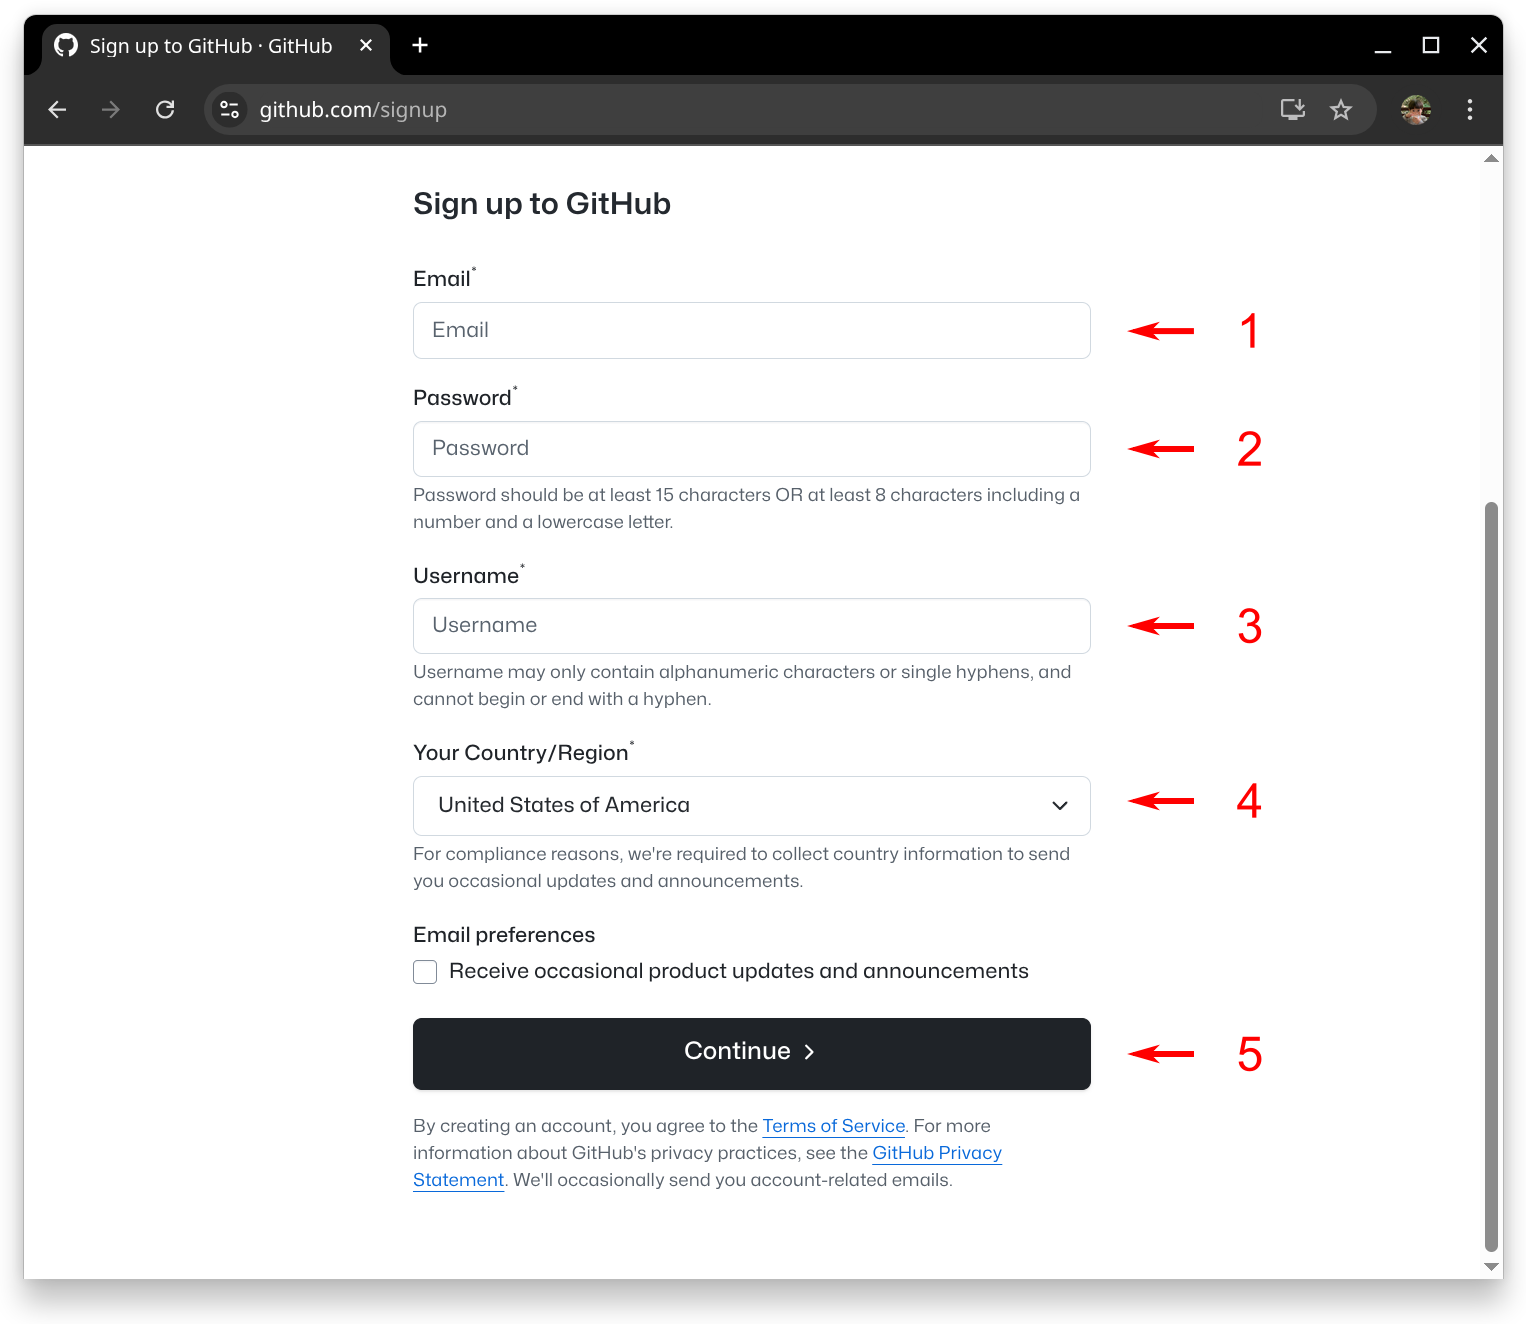 Sign up to GitHub · GitHub
github.com/signup
Sign up to GitHub
Email*
Email
1
Password*
Password
2
Password should be at least 15 characters OR at least 8 characters including a
number and a lowercase letter.
Username*
Username
3
Username may only contain alphanumeric characters or single hyphens, and
cannot begin or end with a hyphen.
Your Country/Region*
United States of America
4
For compliance reasons, we're required to collect country information to send
you occasional updates and announcements.
Email preferences
Receive occasional product updates and announcements
Continue >
5
By creating an account, you agree to the Terms of Service. For more
information about GitHub's privacy practices, see the GitHub Privacy
Statement. We'll occasionally send you account-related emails.